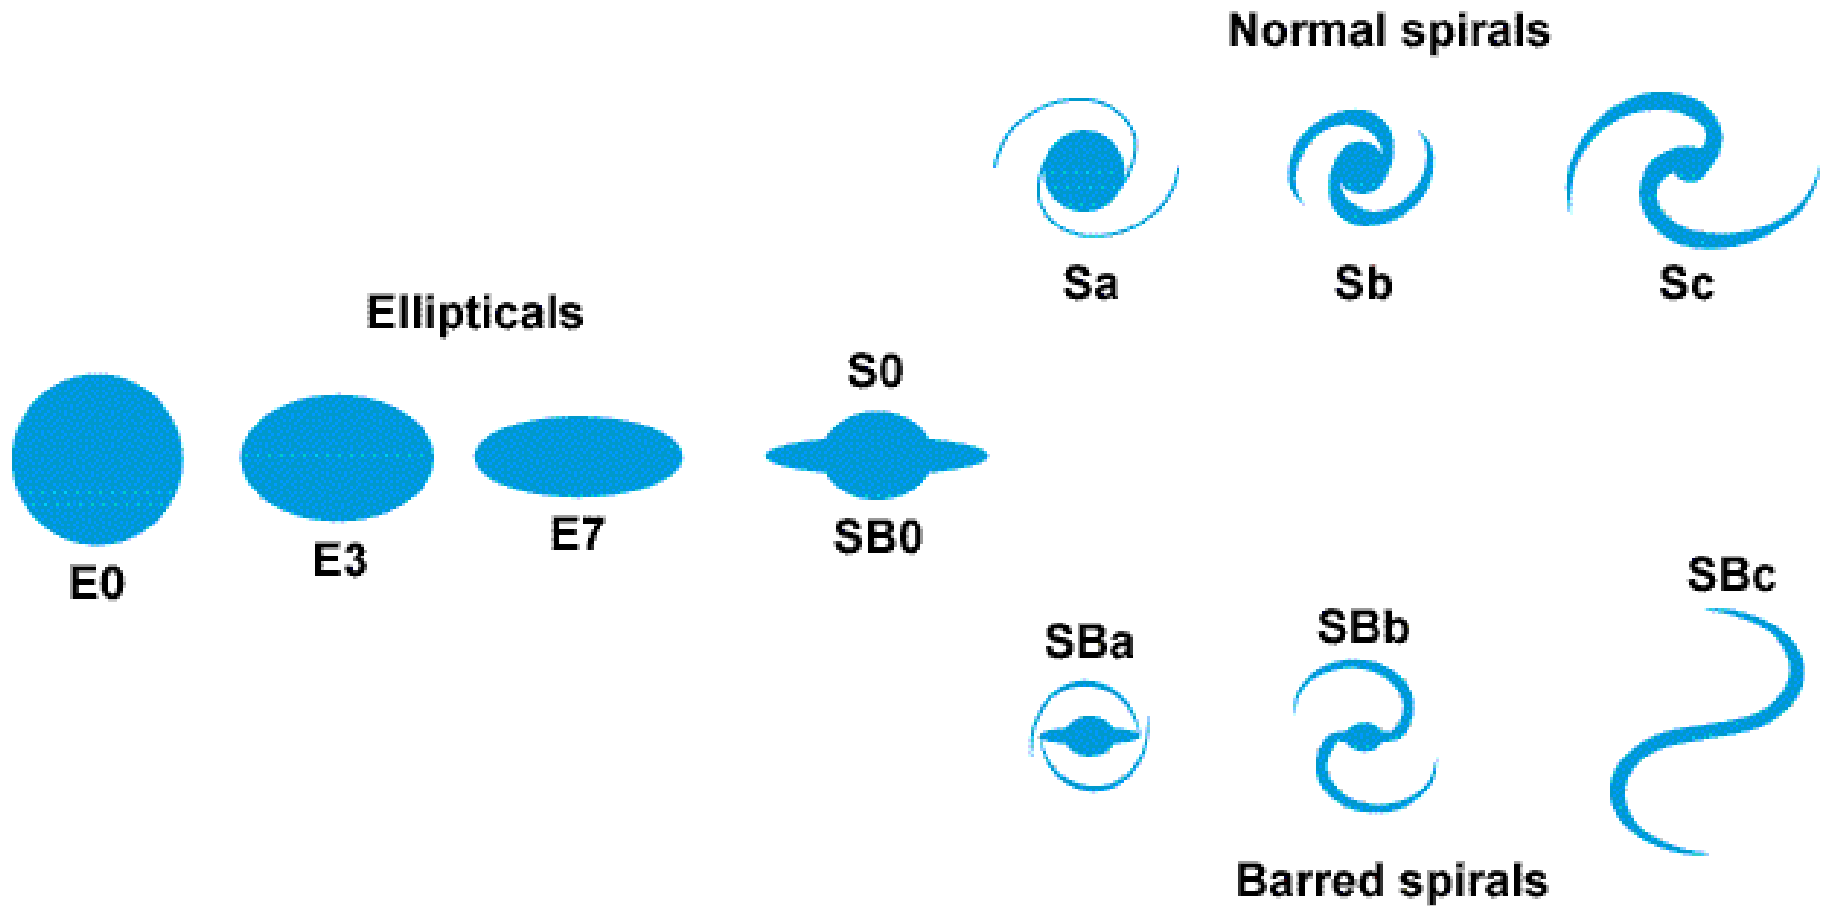 Normal spirals
Sa
Sb
Sc
Ellipticals
S0
E0
E3
E7
SB0
SBa
SBb
SBc
Barred spirals